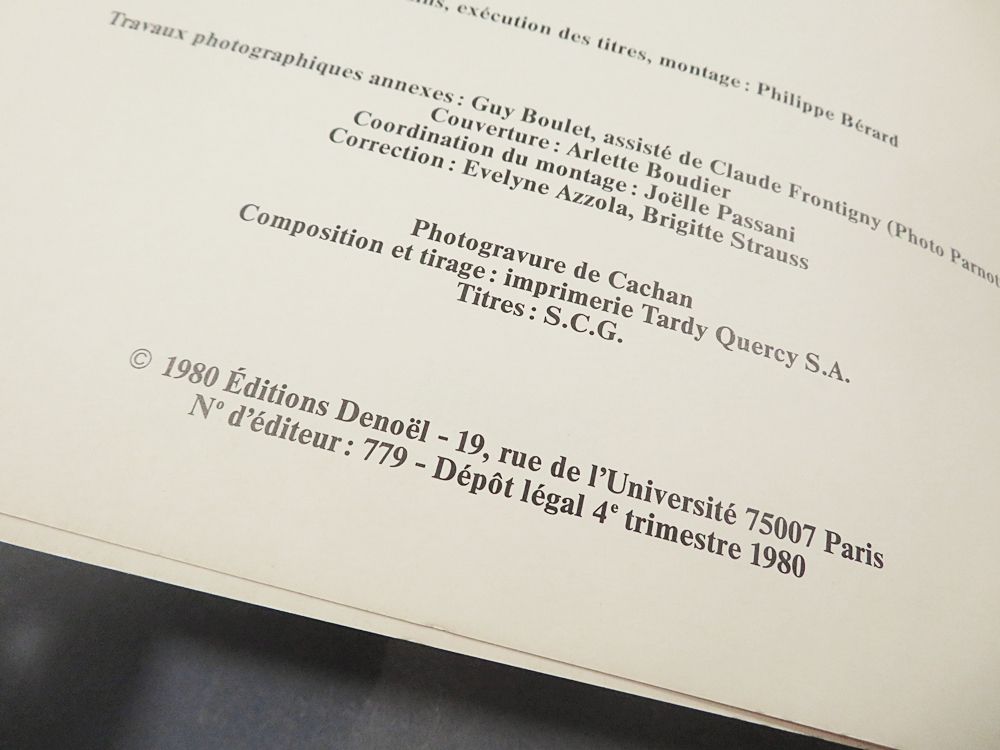 exécution des titres, montage : Philippe Bérard
Travaux photographiques annexes : Guy Boulet, assisté de Claude Frontigny (Photo Parnot
Couverture : Arlette Boudier
Coordination du montage : Joëlle Passani
Correction : Evelyne Azzola, Brigitte Strauss
Photogravure de Cachan
Composition et tirage : imprimerie Tardy Quercy S.A.
Titres : S.C.G.
© 1980 Éditions Denoël - 19, rue de l'Université 75007 Paris
N° d'éditeur : 779 - Dépôt légal 4e trimestre 1980